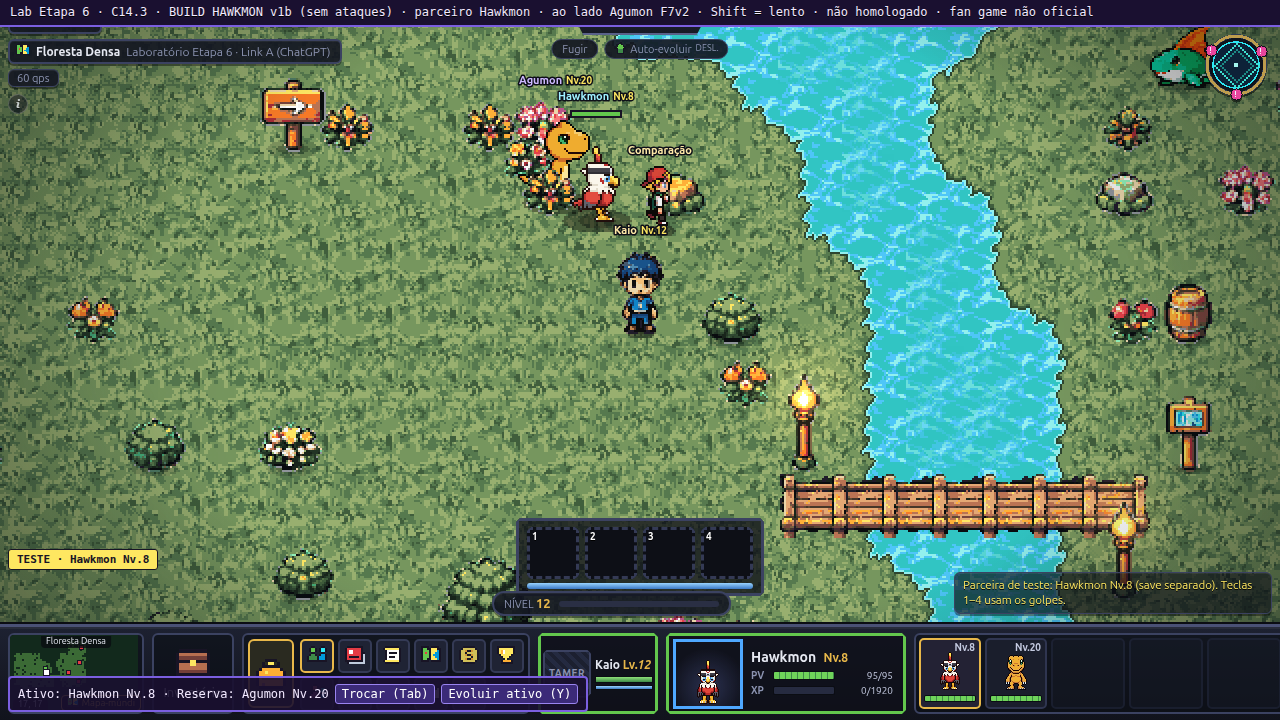 Lab Etapa 6 · C14.3 · BUILD HAWKMON v1b (sem ataques) · parceiro Hawkmon · ao lado Agumon F7v2 · Shift = lento · não homologado · fan game não oficial
Floresta Densa Laboratório Etapa 6 · Link A (ChatGPT)
Fugir
Auto-evoluir DESL.
60 qps
i
Agumon Nv.20
Hawkmon Nv.8
Comparação
Kaio Nv.12
TESTE · Hawkmon Nv.8
1 2 3 4
NÍVEL 12
Parceira de teste: Hawkmon Nv.8 (save separado). Teclas
1–4 usam os golpes.
Floresta Densa
TAMER
Kaio Lv.12
Hawkmon Nv.8
PV 95/95
XP 0/1920
Nv.8
Nv.20
Ativo: Hawkmon Nv.8 · Reserva: Agumon Nv.20 Trocar (Tab) Evoluir ativo (Y)